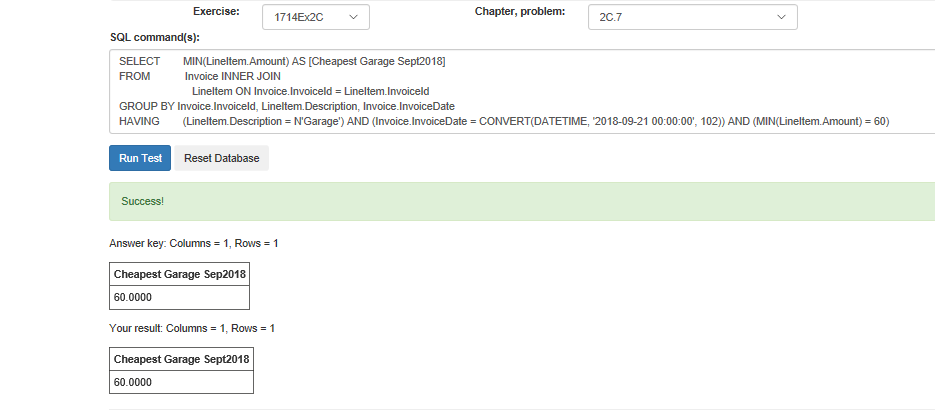 Exercise: 1714Ex2C Chapter, problem: 2C.7
SQL command(s):
SELECT MIN(LineItem.Amount) AS [Cheapest Garage Sept2018]
FROM Invoice INNER JOIN
LineItem ON Invoice.InvoiceId = LineItem.InvoiceId
GROUP BY Invoice.InvoiceId, LineItem.Description, Invoice.InvoiceDate
HAVING (LineItem.Description = N'Garage') AND (Invoice.InvoiceDate = CONVERT(DATETIME, '2018-09-21 00:00:00', 102)) AND (MIN(LineItem.Amount) = 60)
Run Test Reset Database
Success!
Answer key: Columns = 1, Rows = 1
Cheapest Garage Sep2018
60.0000
Your result: Columns = 1, Rows = 1
Cheapest Garage Sept2018
60.0000